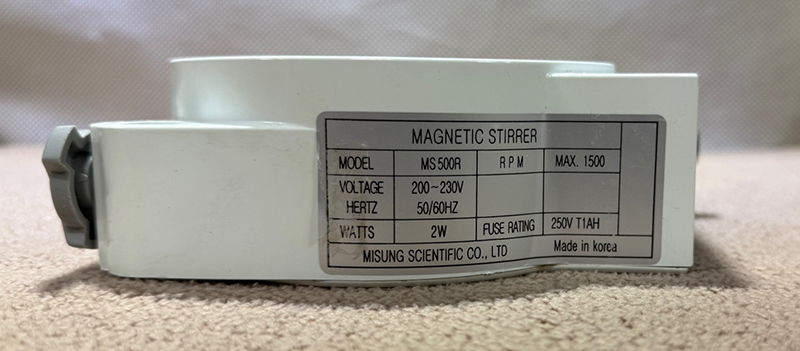 MAGNETIC STIRRER
MODEL MS500R RPM MAX. 1500
VOLTAGE 200~230V
HERTZ 50/60HZ
WATTS 2W FUSE RATING 250V T1AH
MISUNG SCIENTIFIC CO., LTD Made in korea